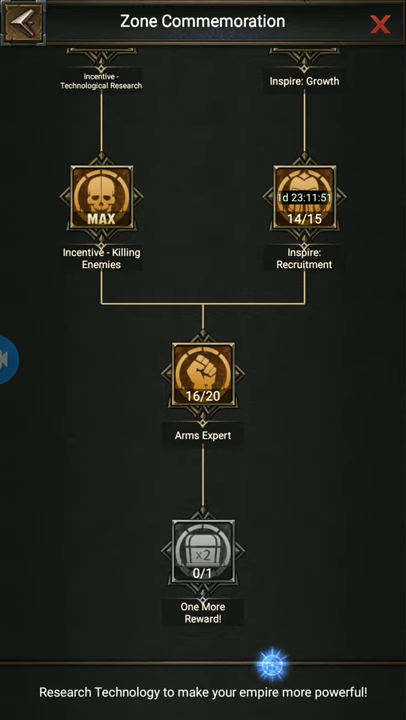 Zone Commemoration
Incentive -
Technological Research
Inspire: Growth
MAX
1d 23:11:51
14/15
Incentive - Killing
Enemies
Inspire:
Recruitment
16/20
Arms Expert
x2
0/1
One More
Reward!
Research Technology to make your empire more powerful!